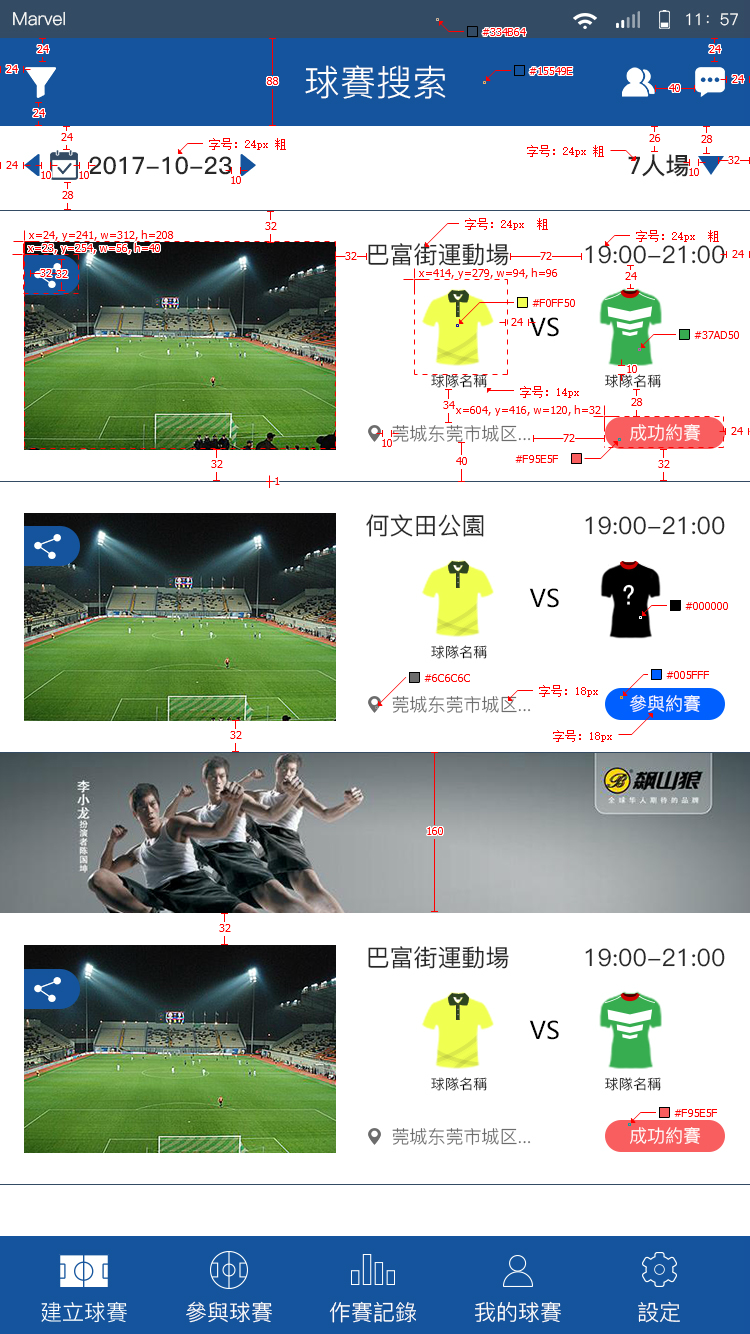 Marvel 11: 57
#334B64
24 24
24 88 #15549E 24
球賽搜索
40
24
24 字号: 24px 粗 26 28
字号: 24px 粗
24 2017-10-23 7人場 32
10 10 10 10
28
x=24, y=241, w=312, h=208 32 字号: 24px 粗 字号: 24px 粗
x=23, y=254, w=56, h=40
32 巴富街運動場 72 19:00-21:00 24
32 32 x=414, y=279, w=94, h=96 24
#F0FF50
24 VS #37AD50
10
球隊名稱 球隊名稱
字号: 14px
34 x=604, y=416, w=120, h=32 28
莞城东莞市城区... 72 成功約賽 24
10
32 40 #F95E5F 32
1
何文田公園 19:00-21:00
VS ?
#000000
球隊名稱
#6C6C6C #005FFF
字号: 18px
莞城东莞市城区... 參與約賽
32 字号: 18px
李小龙扮演者陈国坤
飙山狼
全球华人期待的品牌
160
32
巴富街運動場 19:00-21:00
VS
球隊名稱 球隊名稱
#F95E5F
莞城东莞市城区... 成功約賽
建立球賽 參與球賽 作賽記錄 我的球賽 設定